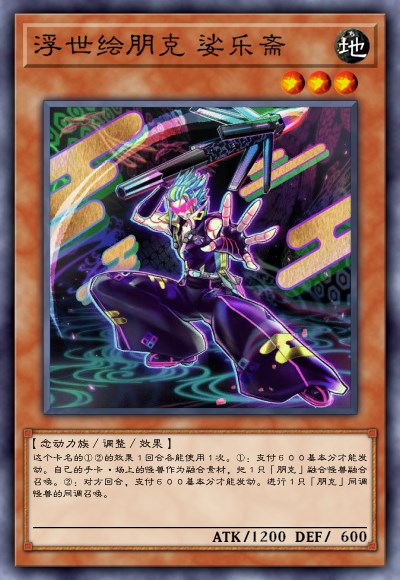 浮世绘朋克 娑乐斋
地
【念动力族／调整／效果】
这个卡名的①②的效果1回合各能使用1次。①：支付600基本分才能发
动。自己的手卡·场上的怪兽作为融合素材，把1只「朋克」融合怪兽融合
召唤。②：对方回合，支付600基本分才能发动。进行1只「朋克」同调
怪兽的同调召唤。
ATK/1200 DEF/ 600